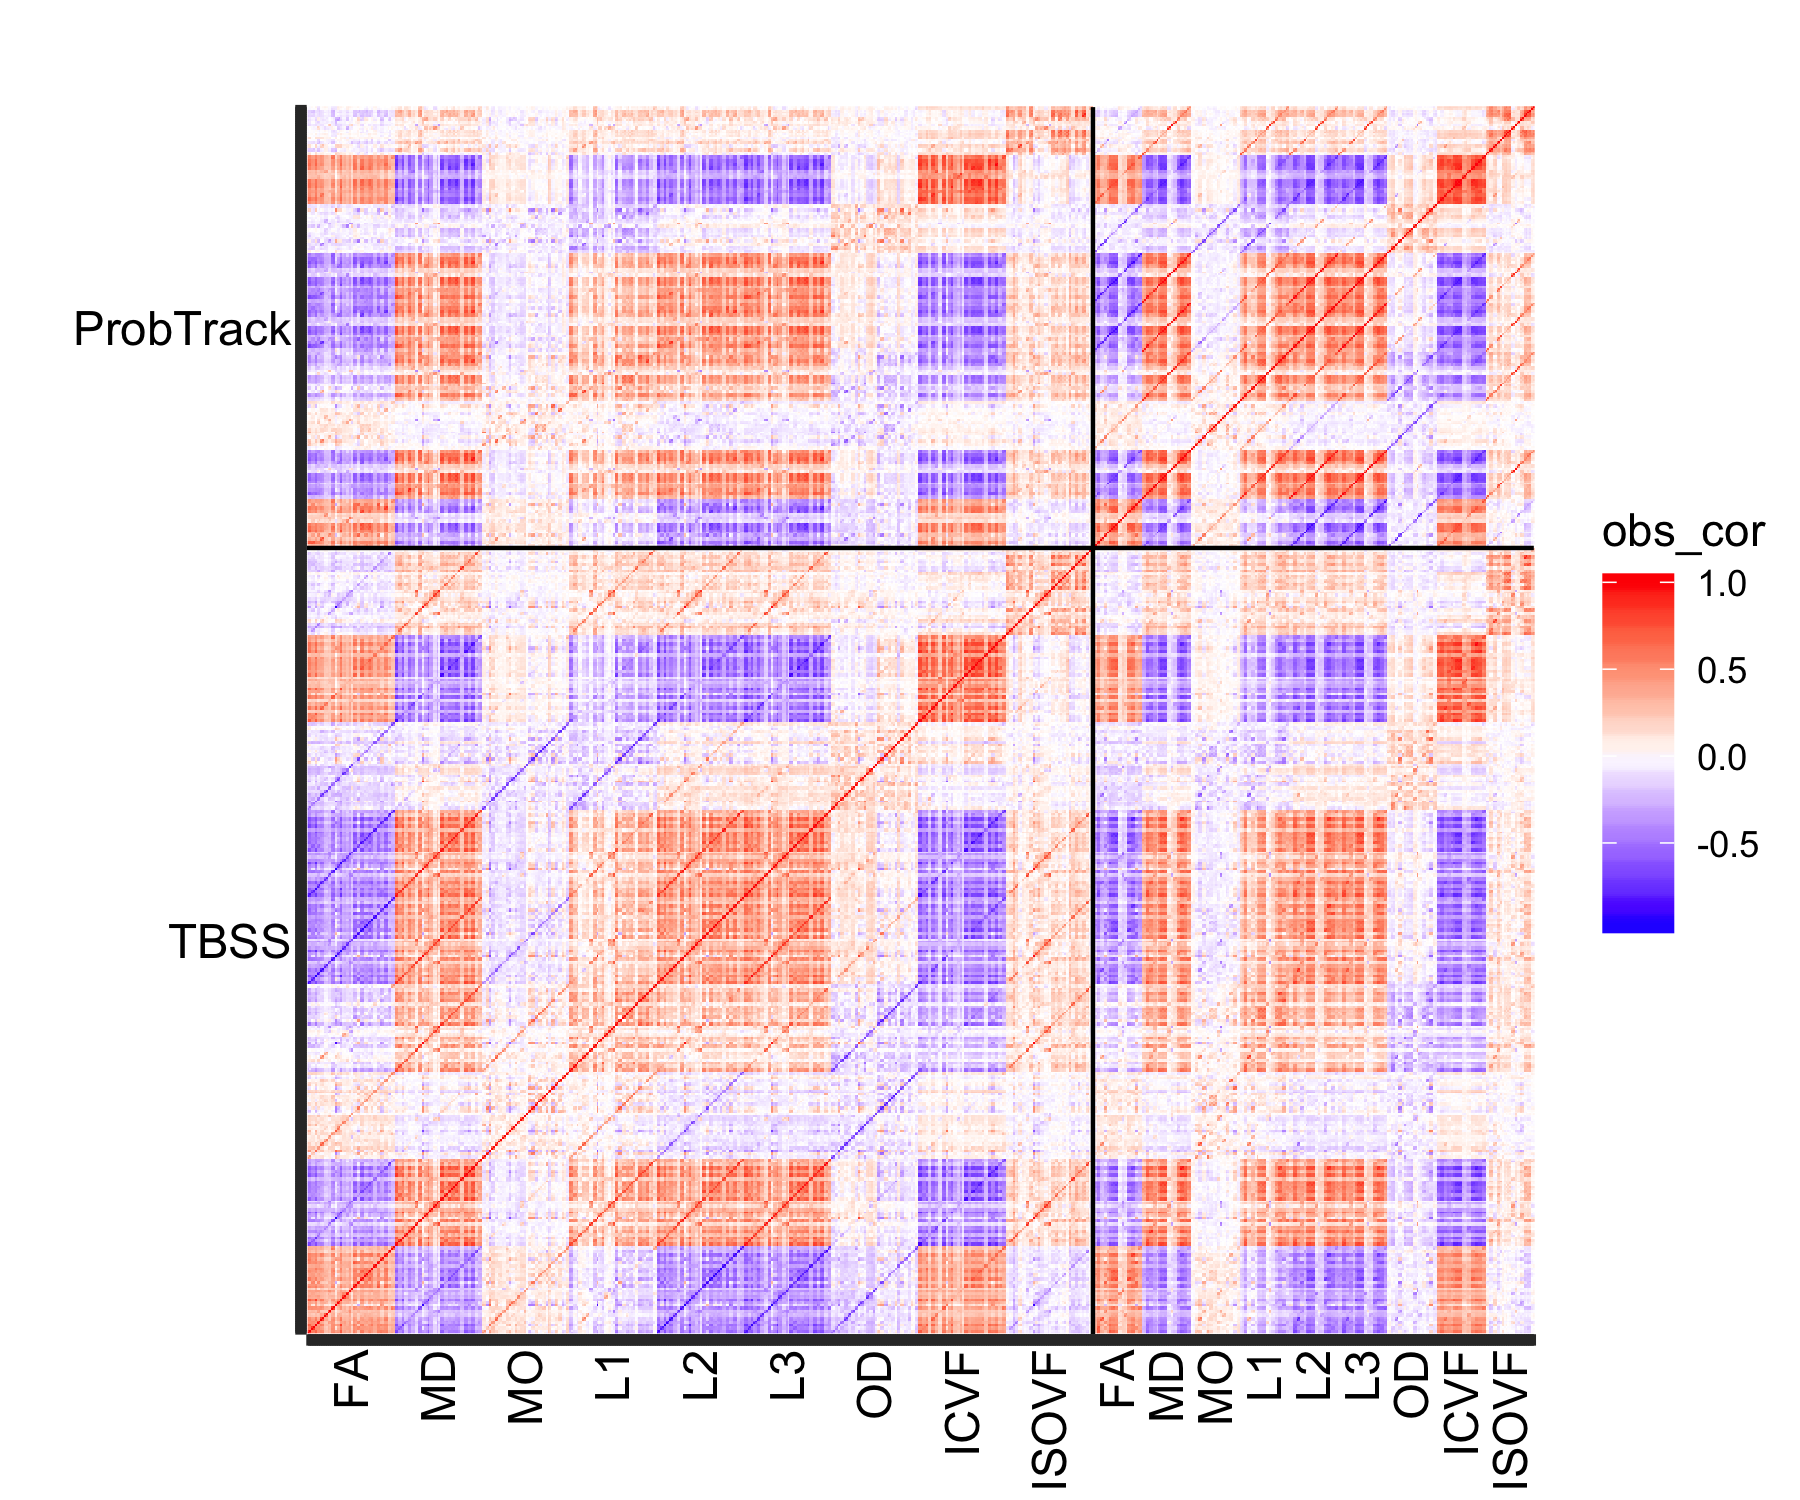 ProbTrack
TBSS
obs_cor
1.0
0.5
0.0
-0.5
FA
MD
MO
L1
L2
L3
OD
ICVF
ISOVF
FA
MD
MO
L1
L2
L3
OD
ICVF
ISOVF